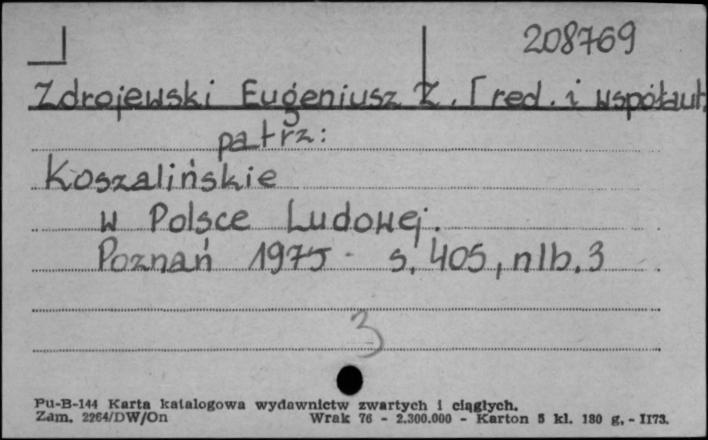 208769
Zdrojewski Eugeniusz Z. [red. i współaut.
patrz:
Koszalińskie
w Polsce Ludowej.
Poznań 1975 s. 405, nlb. 3
3
Pu-B-144 Karta katalogowa wydawnictw zwartych i ciągłych.
Zam. 2264/DW/On Wrak 76 - 2.300.000 - Karton 5 kl. 180 g. - II73.